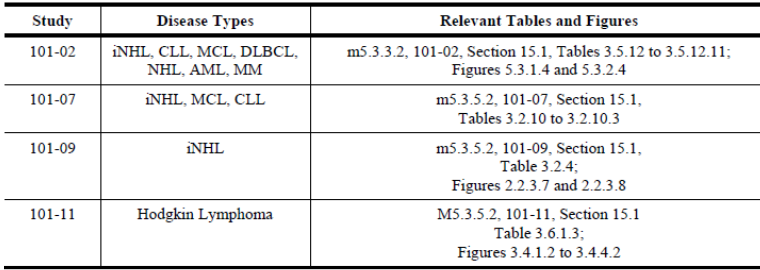 Study Disease Types Relevant Tables and Figures
101-02 iNHL, CLL, MCL, DLBCL, m5.3.3.2, 101-02, Section 15.1, Tables 3.5.12 to 3.5.12.11;
NHL, AML, MM Figures 5.3.1.4 and 5.3.2.4
101-07 iNHL, MCL, CLL m5.3.5.2, 101-07, Section 15.1,
Tables 3.2.10 to 3.2.10.3
101-09 iNHL m5.3.5.2, 101-09, Section 15.1,
Table 3.2.4;
Figures 2.2.3.7 and 2.2.3.8
101-11 Hodgkin Lymphoma M5.3.5.2, 101-11, Section 15.1
Table 3.6.1.3;
Figures 3.4.1.2 to 3.4.4.2